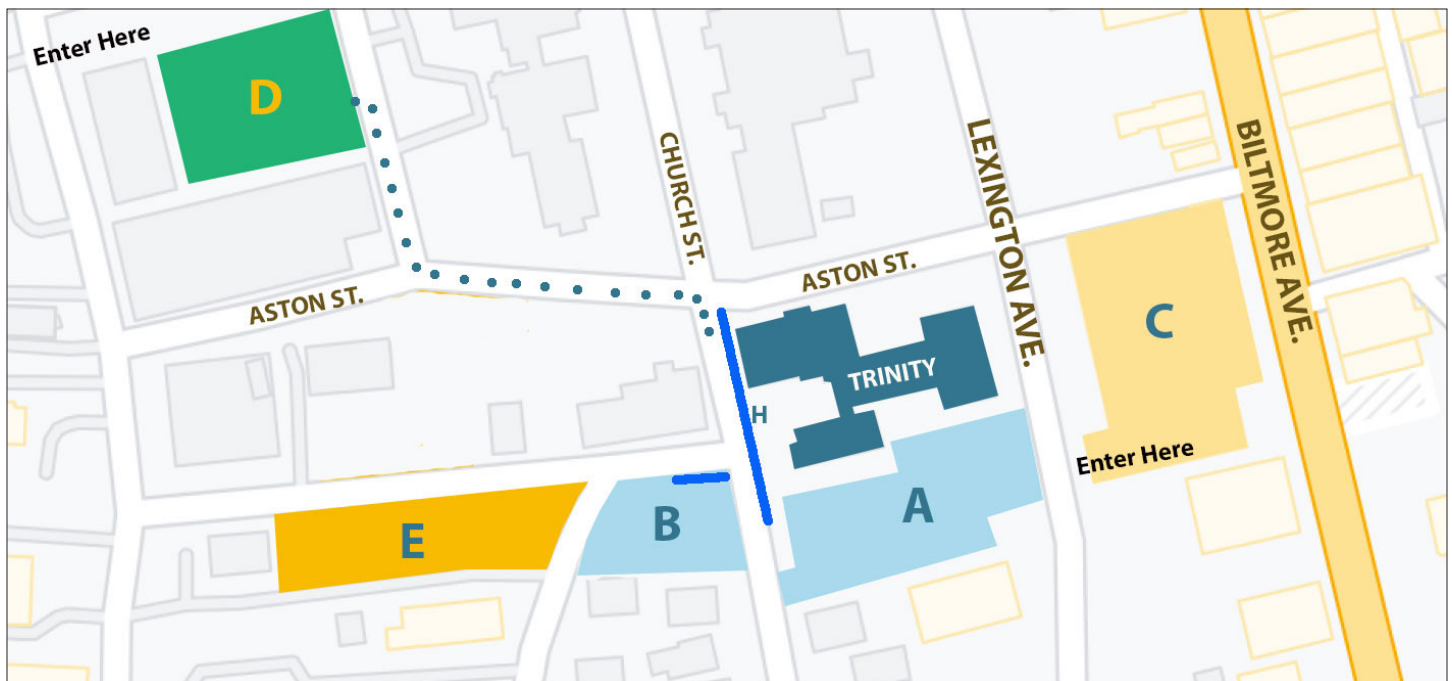 Enter Here
D
CHURCH ST.
LEXINGTON AVE.
BILTMORE AVE.
ASTON ST.
ASTON ST.
TRINITY
C
H
Enter Here
A
B
E